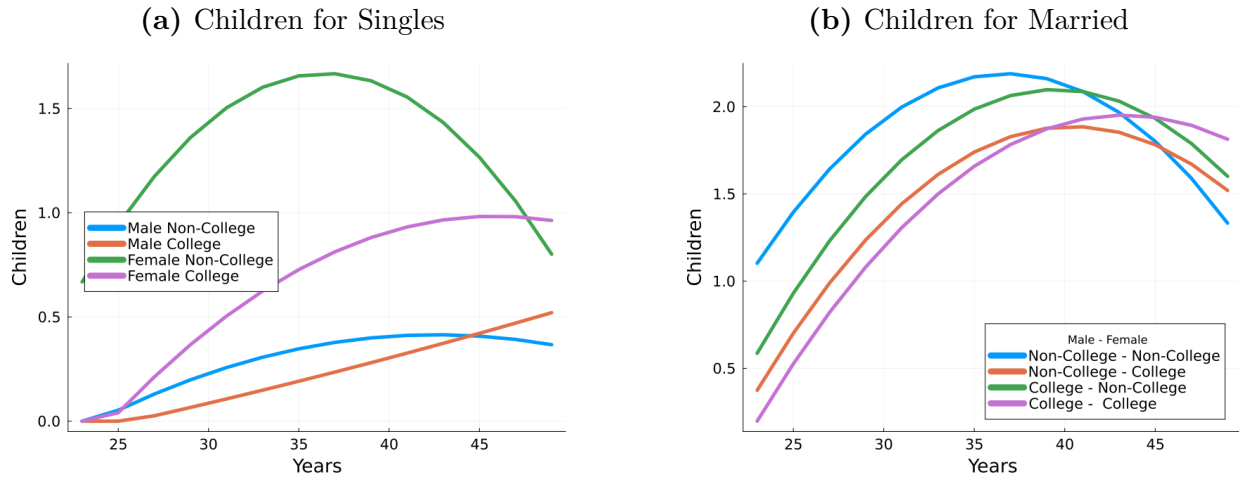 (a) Children for Singles
1.5
1.0
0.5
0.0
Children
Male Non-College
Male College
Female Non-College
Female College
25 30 35 40 45
Years
(b) Children for Married
2.0
1.5
1.0
0.5
Children
Male - Female
Non-College - Non-College
Non-College - College
College - Non-College
College -  College
25 30 35 40 45
Years